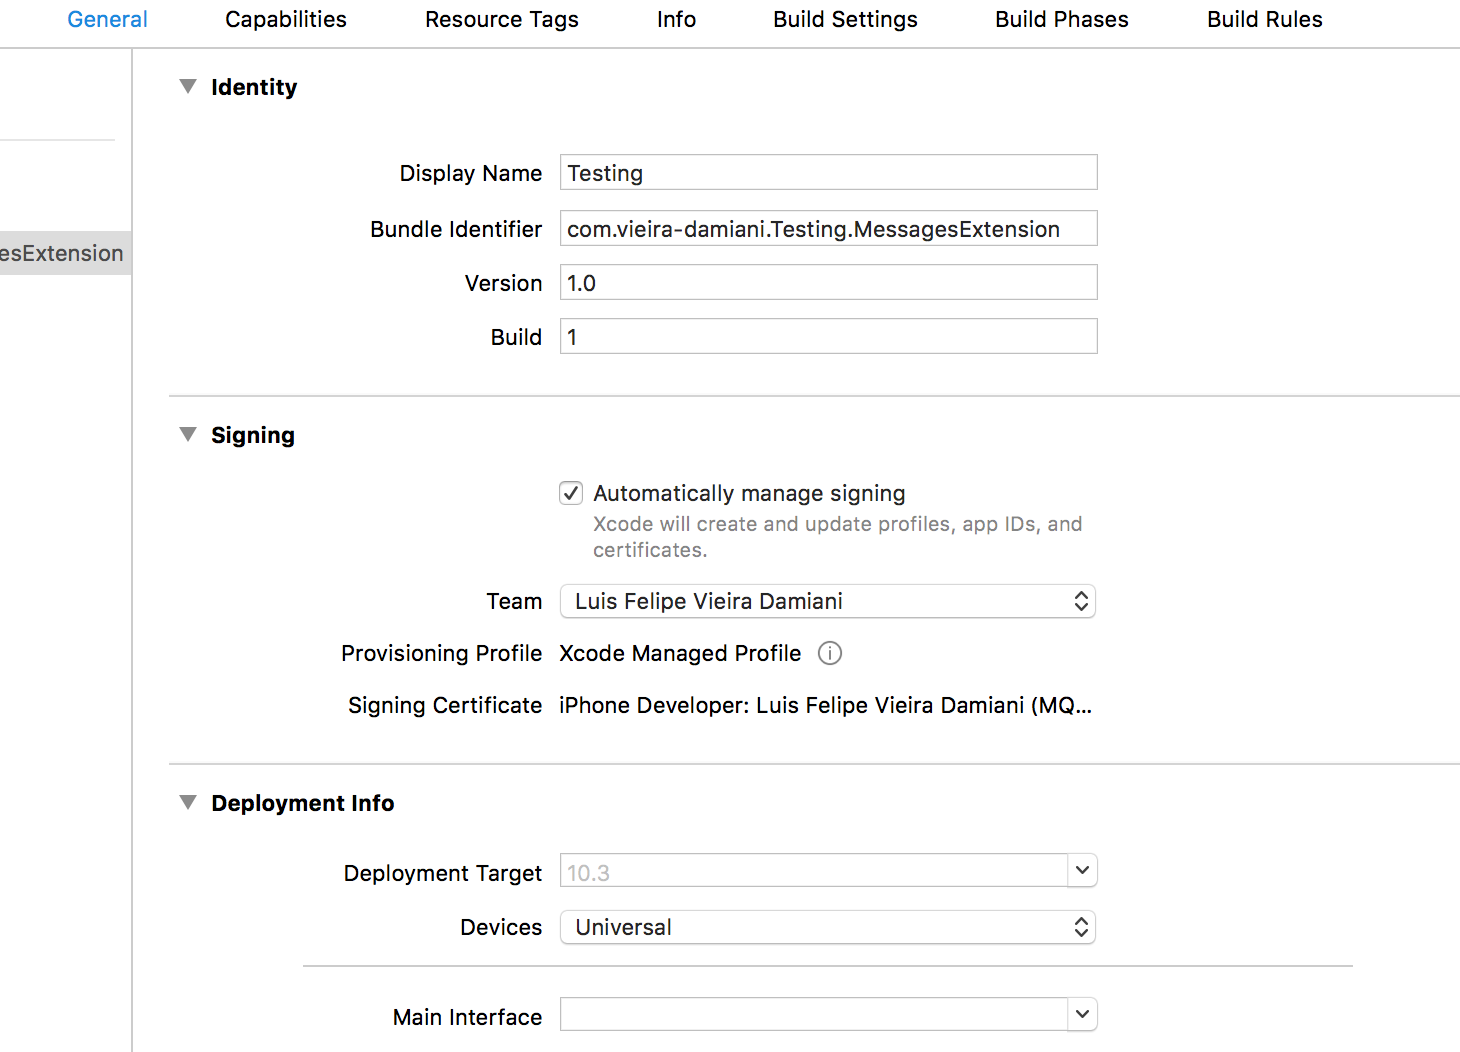 General Capabilities Resource Tags Info Build Settings Build Phases Build Rules
Identity
Display Name Testing
Bundle Identifier com.vieira-damiani.Testing.MessagesExtension
esExtension
Version 1.0
Build 1
Signing
Automatically manage signing
Xcode will create and update profiles, app IDs, and
certificates.
Team Luis Felipe Vieira Damiani
Provisioning Profile Xcode Managed Profile
Signing Certificate iPhone Developer: Luis Felipe Vieira Damiani (MQ...
Deployment Info
Deployment Target 10.3
Devices Universal
Main Interface